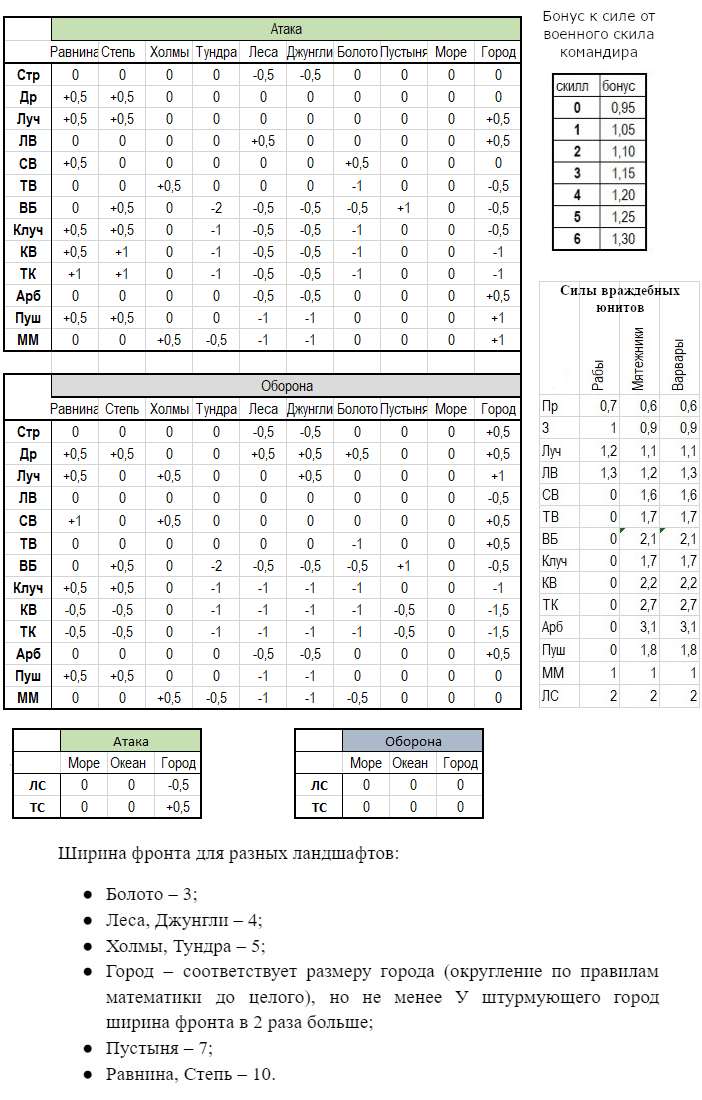 Атака
Равнина Степь Холмы Тундра Леса Джунгли Болото Пустыня Море Город
Стр 0 0 0 0 -0,5 -0,5 0 0 0 0
Др +0,5 +0,5 0 0 0 0 0 0 0 0
Луч +0,5 +0,5 0 0 0 0 0 0 0 +0,5
ЛВ 0 0 0 0 +0,5 0 0 0 0 +0,5
СВ +0,5 0 0 0 0 0 +0,5 0 0 0
ТВ 0 0 +0,5 0 0 0 -1 0 0 -0,5
ВБ 0 +0,5 0 -2 -0,5 -0,5 -0,5 +1 0 -0,5
Клуч +0,5 +0,5 0 -1 -0,5 -0,5 -1 0 0 -0,5
КВ +0,5 +1 0 -1 -0,5 -0,5 -1 0 0 -1
ТК +1 +1 0 -1 -0,5 -0,5 -1 0 0 -1
Арб 0 0 0 0 -0,5 -0,5 0 0 0 +0,5
Пуш +0,5 +0,5 0 0 -1 -1 0 0 0 +1
ММ 0 0 +0,5 -0,5 -1 -1 0 0 0 +1
Бонус к силе от
военного скила
командира
скилл бонус
0 0,95
1 1,05
2 1,10
3 1,15
4 1,20
5 1,25
6 1,30
Оборона
Равнина Степь Холмы Тундра Леса Джунгли Болото Пустыня Море Город
Стр 0 0 0 0 -0,5 -0,5 0 0 0 +0,5
Др +0,5 +0,5 0 0 +0,5 +0,5 +0,5 0 0 +0,5
Луч +0,5 0 +0,5 0 0 +0,5 0 0 0 +1
ЛВ 0 0 0 0 0 0 0 0 0 -0,5
СВ +1 0 +0,5 0 0 0 0 0 0 +0,5
ТВ 0 0 0 0 0 0 -1 0 0 +0,5
ВБ 0 +0,5 0 -2 -0,5 -0,5 -0,5 +1 0 -0,5
Клуч +0,5 +0,5 0 -1 -1 -1 -1 0 0 -1
КВ -0,5 -0,5 0 -1 -1 -1 -1 -0,5 0 -1,5
ТК -0,5 -0,5 0 -1 -1 -1 -1 -0,5 0 -1,5
Арб 0 0 0 0 -0,5 -0,5 0 0 0 +0,5
Пуш +0,5 +0,5 0 0 -1 -1 0 0 0 0
ММ 0 0 +0,5 -0,5 -1 -1 -0,5 0 0 0
Силы враждебных
юнитов
Рабы Мятежники Варвары
Пр 0,7 0,6 0,6
З 1 0,9 0,9
Луч 1,2 1,1 1,1
ЛВ 1,3 1,2 1,3
СВ 0 1,6 1,6
ТВ 0 1,7 1,7
ВБ 0 2,1 2,1
Клуч 0 1,7 1,7
КВ 0 2,2 2,2
ТК 0 2,7 2,7
Арб 0 3,1 3,1
Пуш 0 1,8 1,8
ММ 1 1 1
ЛС 2 2 2
Атака
Море Океан Город
ЛС 0 0 -0,5
ТС 0 0 +0,5
Оборона
Море Океан Город
ЛС 0 0 0
ТС 0 0 0
Ширина фронта для разных ландшафтов:
● Болото – 3;
● Леса, Джунгли – 4;
● Холмы, Тундра – 5;
● Город – соответствует размеру города (округление по правилам
математики до целого), но не менее У штурмующего город
ширина фронта в 2 раза больше;
● Пустыня – 7;
● Равнина, Степь – 10.